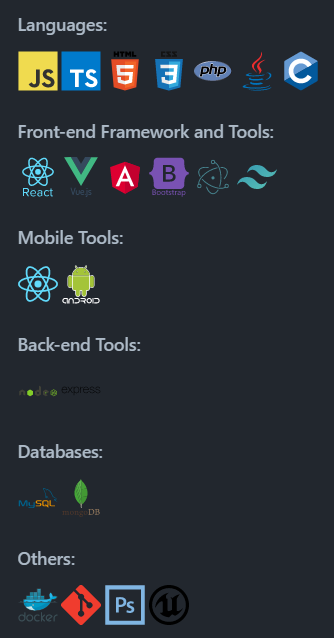 Languages:
JS TS HTML 5 CSS 3 php Java C
Front-end Framework and Tools:
React Vue.js A B Bootstrap
Mobile Tools:
ANDROID
Back-end Tools:
node express
Databases:
MySQL mongoDB
Others:
docker Ps U